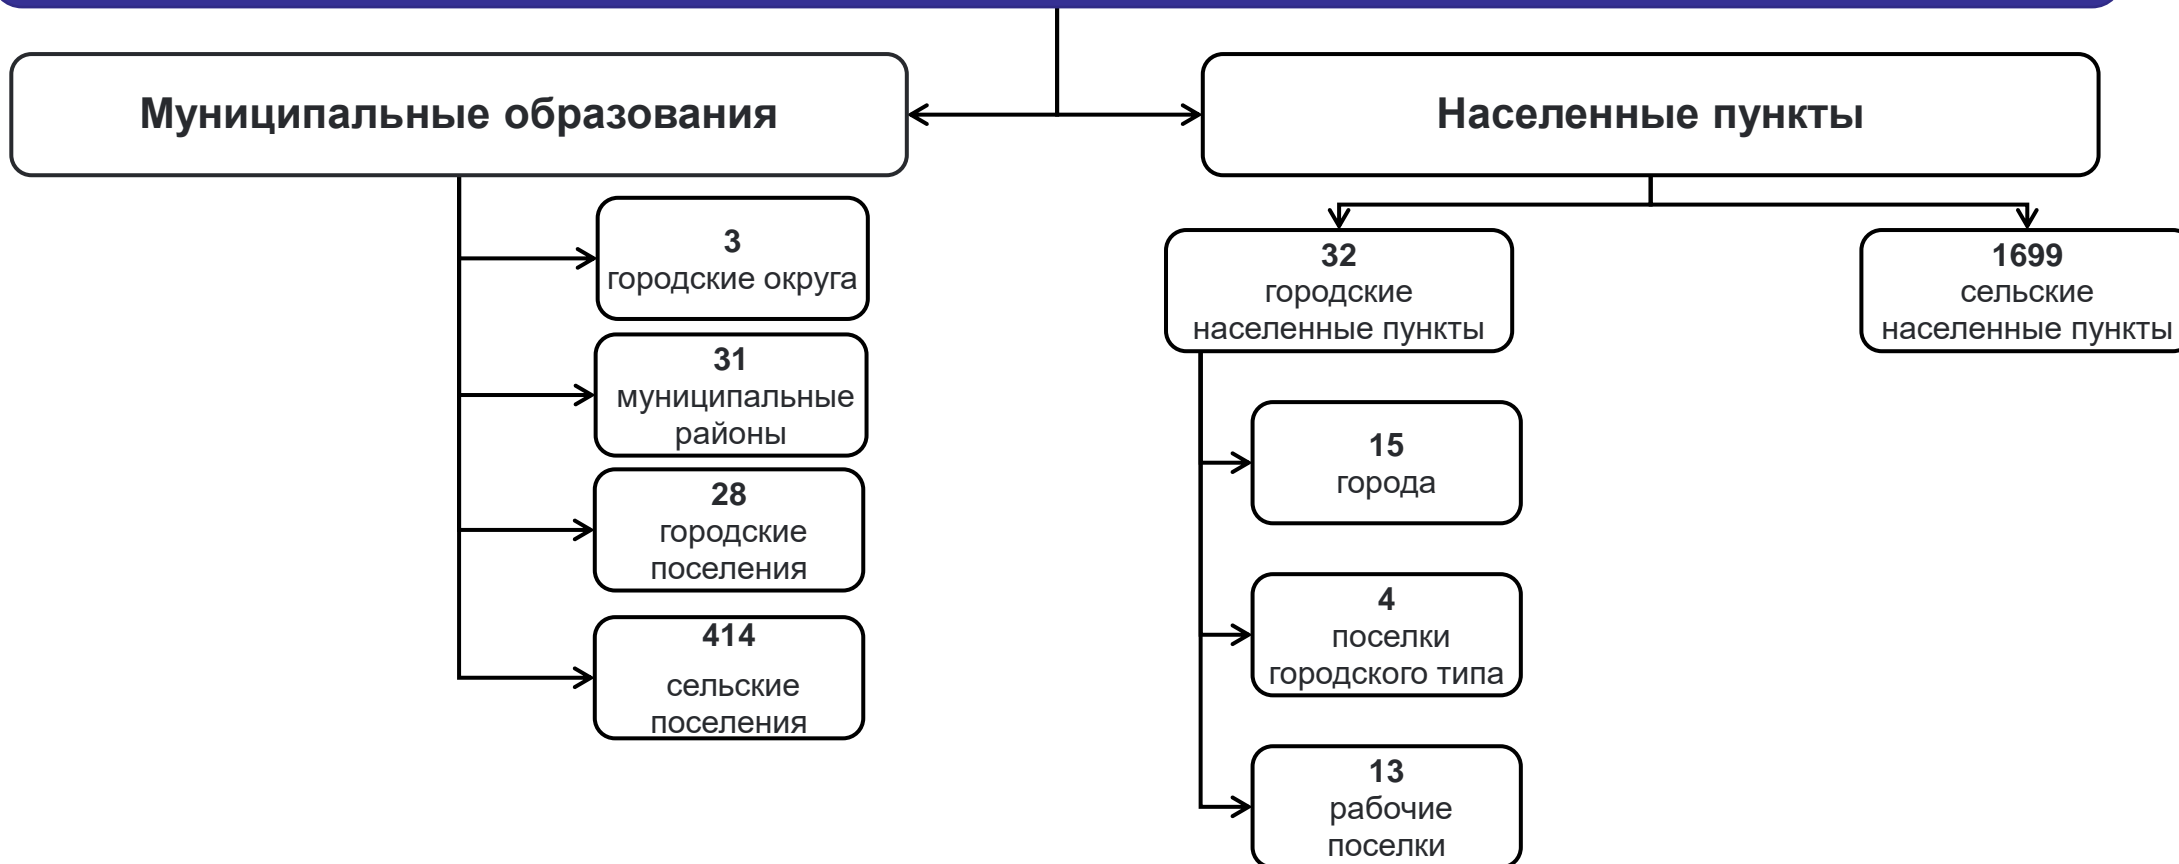 Муниципальные образования
3
городские округа
31
муниципальные
районы
28
городские
поселения
414
сельские
поселения
Населенные пункты
32
городские
населенные пункты
15
города
4
поселки
городского типа
13
рабочие
поселки
1699
сельские
населенные пункты